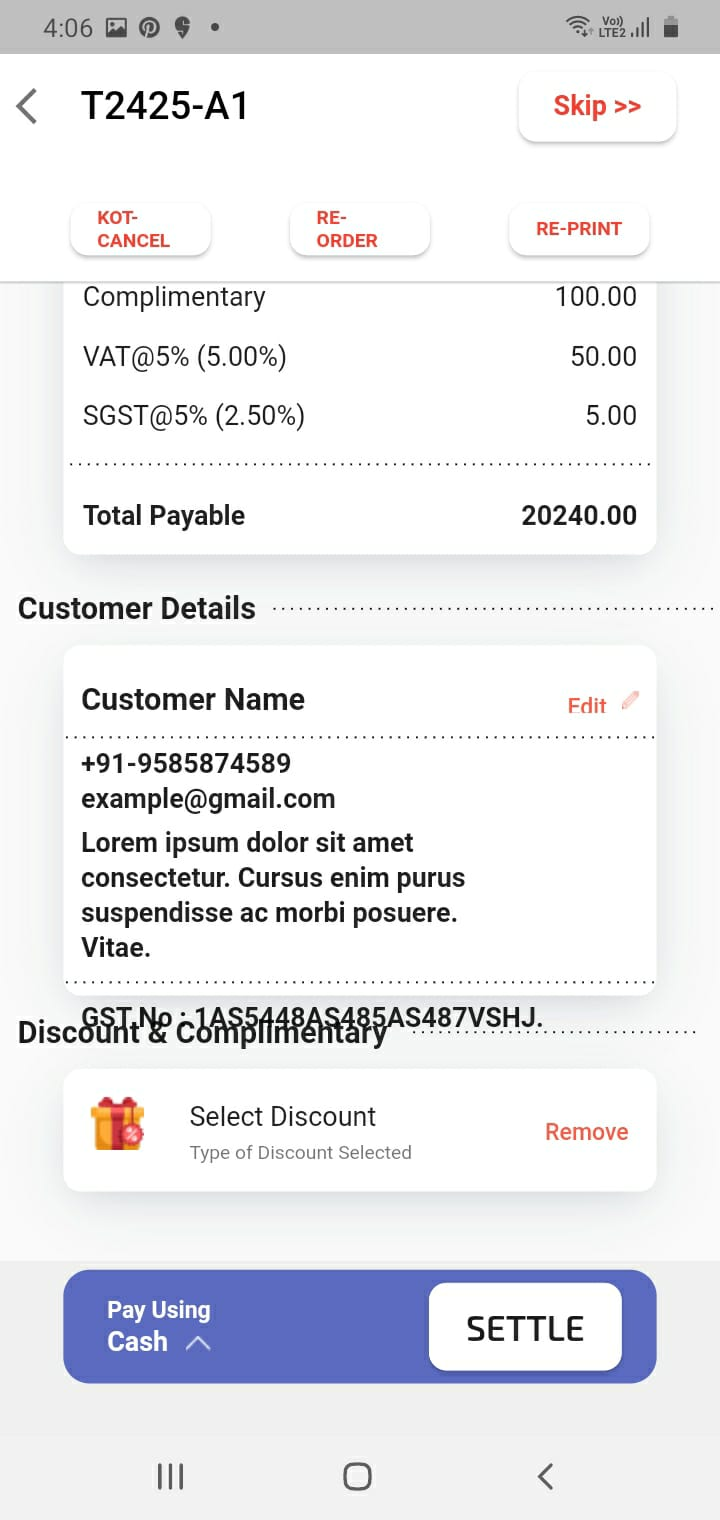 4:06
Vo))
LTE2
T2425-A1
Skip >>
KOT-
CANCEL
RE-
ORDER
RE-PRINT
Complimentary 100.00
VAT@5% (5.00%) 50.00
SGST@5% (2.50%) 5.00
Total Payable 20240.00
Customer Details
Customer Name
Edit
+91-9585874589
example@gmail.com
Lorem ipsum dolor sit amet
consectetur. Cursus enim purus
suspendisse ac morbi posuere.
Vitae.
GST.No : 1AS5448AS485AS487VSHJ.
Discount & Complimentary
Select Discount
Type of Discount Selected
Remove
Pay Using
Cash
SETTLE